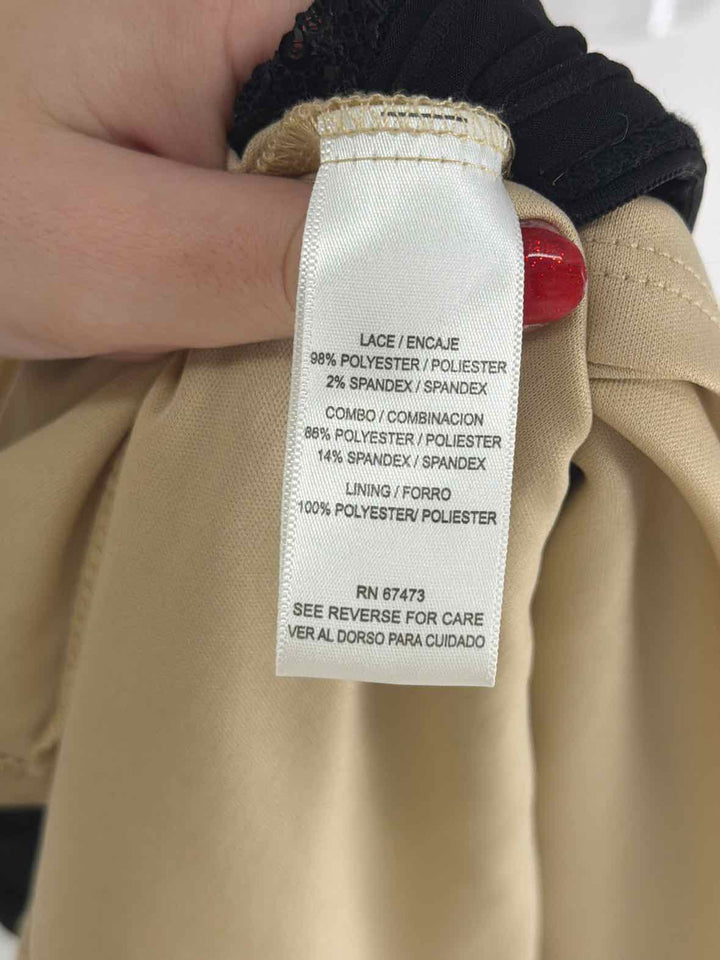 LACE / ENCAJE
98% POLYESTER / POLIESTER
2% SPANDEX / SPANDEX
COMBO / COMBINACION
86% POLYESTER / POLIESTER
14% SPANDEX / SPANDEX
LINING / FORRO
100% POLYESTER/ POLIESTER
RN 67473
SEE REVERSE FOR CARE
VER AL DORSO PARA CUIDADO